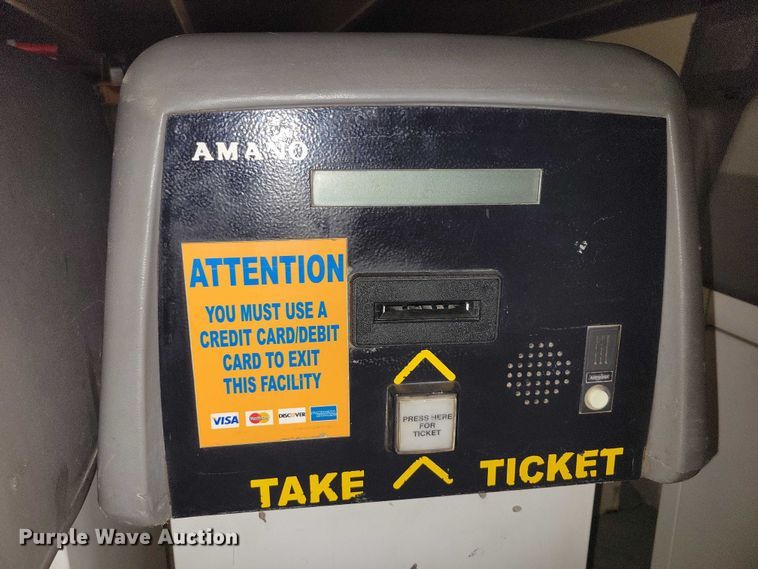 AMANO
ATTENTION
YOU MUST USE A
CREDIT CARD/DEBIT
CARD TO EXIT
THIS FACILITY
VISA MasterCard DISCOVER
PRESS HERE
FOR
TICKET
TAKE TICKET
Purple Wave Auction